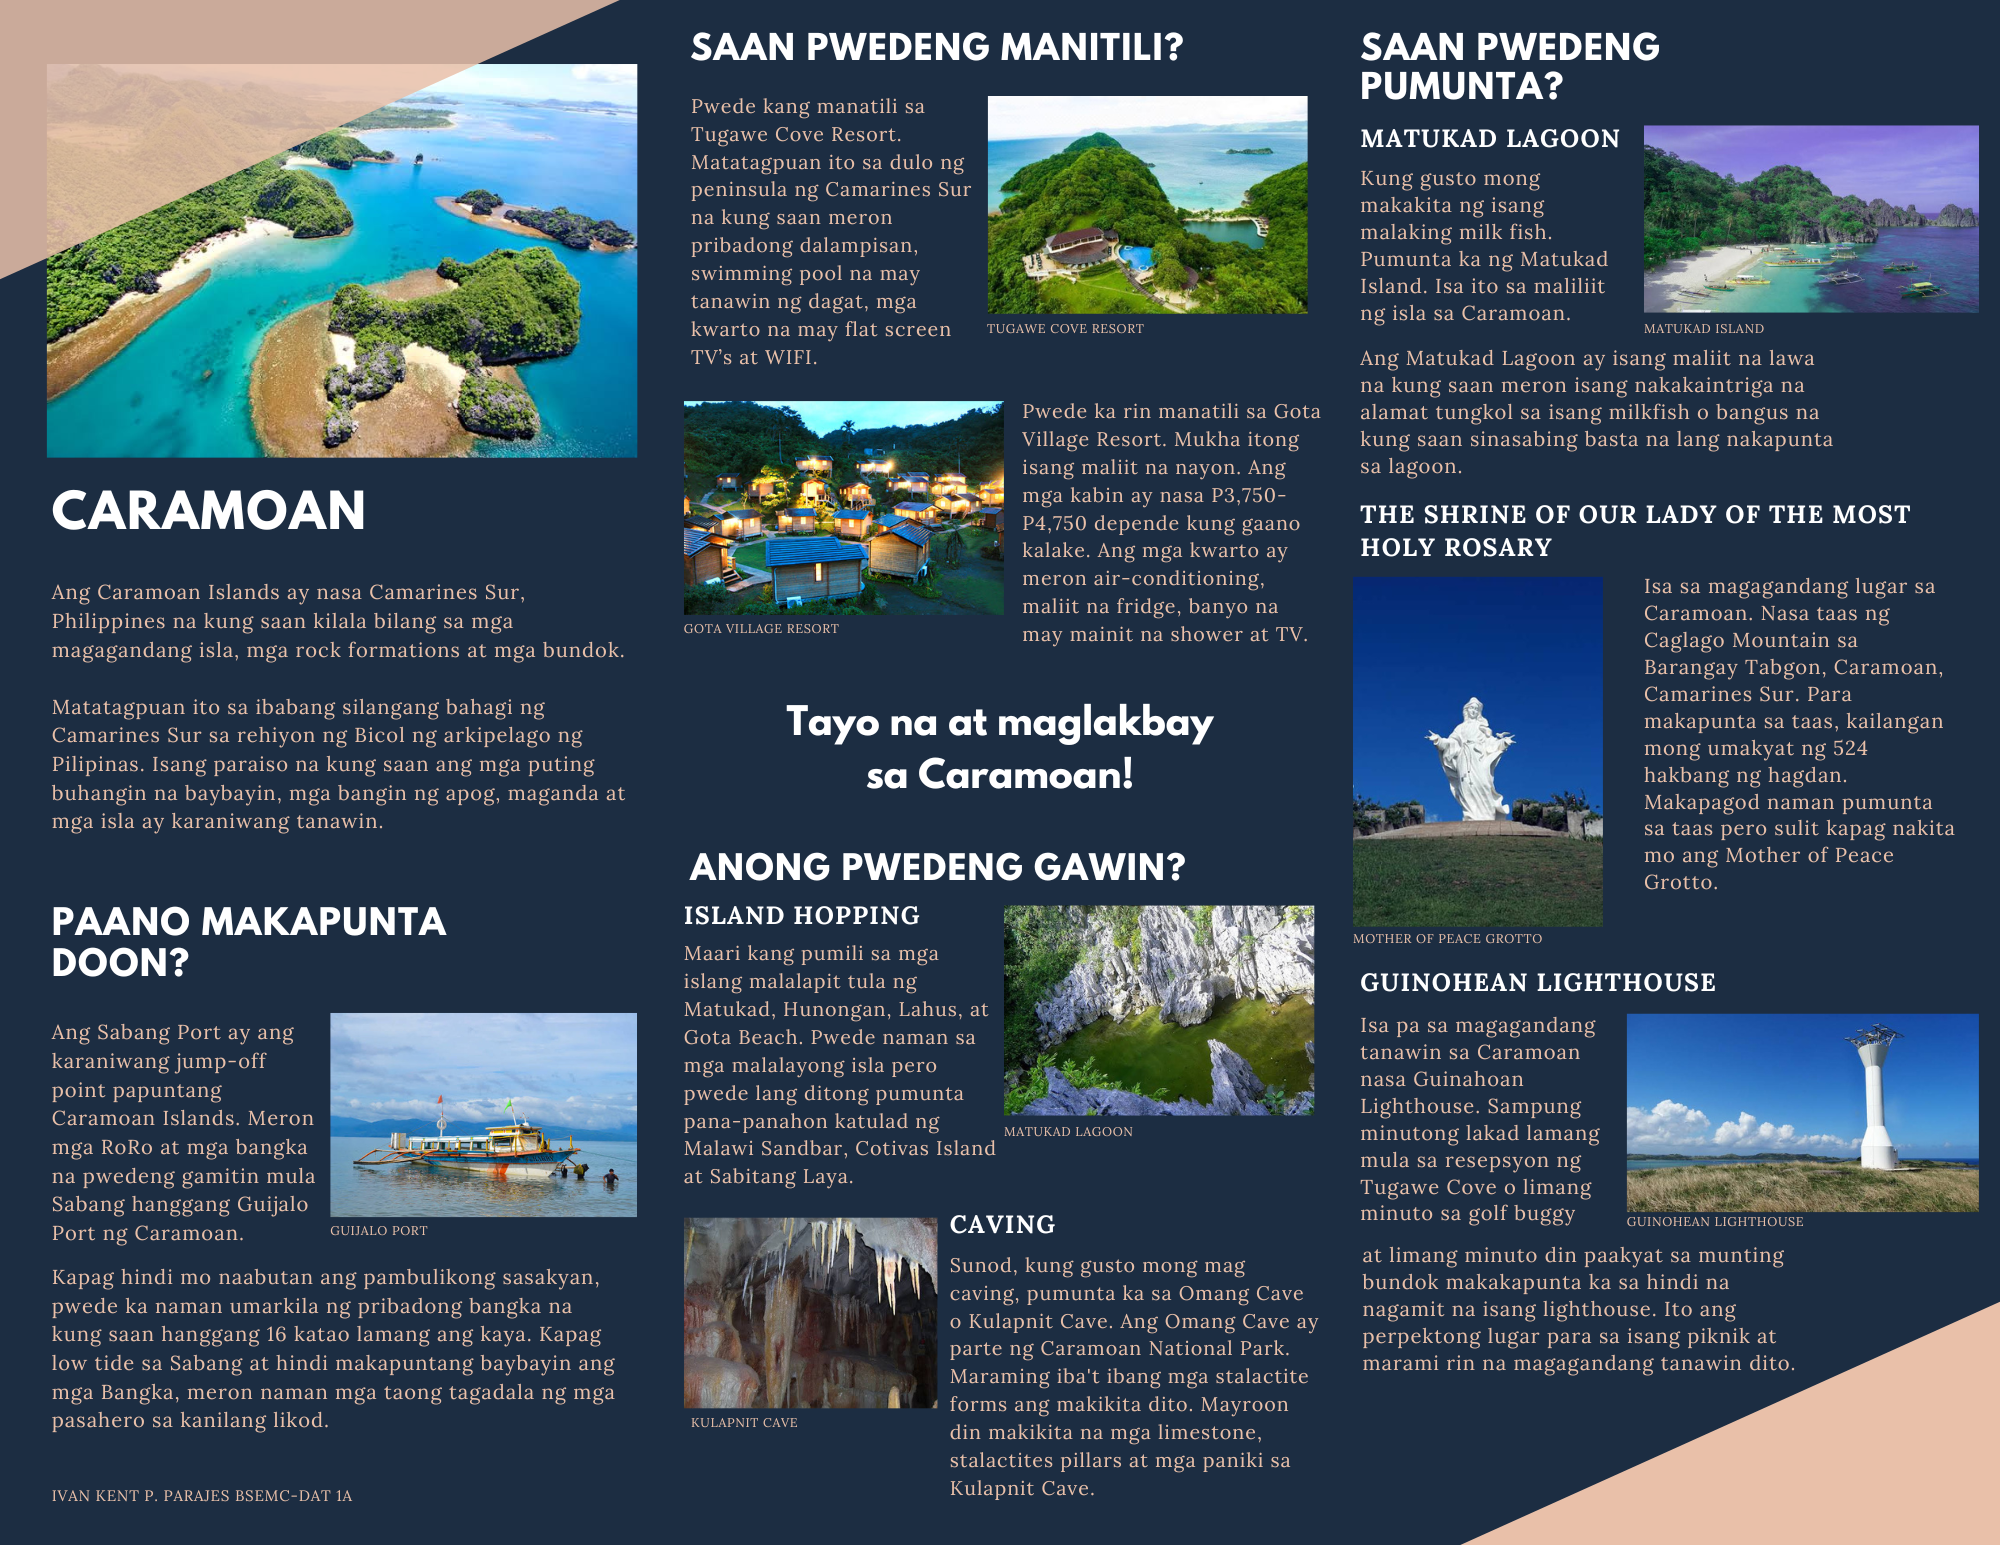 CARAMOAN
Ang Caramoan Islands ay nasa Camarines Sur,
Philippines na kung saan kilala bilang sa mga
magagandang isla, mga rock formations at mga bundok.
Matatagpuan ito sa ibabang silangang bahagi ng
Camarines Sur sa rehiyon ng Bicol ng arkipelago ng
Pilipinas. Isang paraiso na kung saan ang mga puting
buhangin na baybayin, mga bangin ng apog, maganda at
mga isla ay karaniwang tanawin.
PAANO MAKAPUNTA
DOON?
Ang Sabang Port ay ang
karaniwang jump-off
point papuntang
Caramoan Islands. Meron
mga RoRo at mga bangka
na pwedeng gamitin mula
Sabang hanggang Guijalo
Port ng Caramoan.
GUIJALO PORT
Kapag hindi mo naabutan ang pambulikong sasakyan,
pwede ka naman umarkila ng pribadong bangka na
kung saan hanggang 16 katao lamang ang kaya. Kapag
low tide sa Sabang at hindi makapuntang baybayin ang
mga Bangka, meron naman mga taong tagadala ng mga
pasahero sa kanilang likod.
IVAN KENT P. PARAJES BSEMC-DAT 1A
SAAN PWEDENG MANITILI?
Pwede kang manatili sa
Tugawe Cove Resort.
Matatagpuan ito sa dulo ng
peninsula ng Camarines Sur
na kung saan meron
pribadong dalampisan,
swimming pool na may
tanawin ng dagat, mga
kwarto na may flat screen
TV's at WIFI.
TUGAWE COVE RESORT
GOTA VILLAGE RESORT
Pwede ka rin manatili sa Gota
Village Resort. Mukha itong
isang maliit na nayon. Ang
mga kabin ay nasa P3,750-
P4,750 depende kung gaano
kalake. Ang mga kwarto ay
meron air-conditioning,
maliit na fridge, banyo na
may mainit na shower at TV.
Tayo na at maglakbay
sa Caramoan!
ANONG PWEDENG GAWIN?
ISLAND HOPPING
Maari kang pumili sa mga
islang malalapit tula ng
Matukad, Hunongan, Lahus, at
Gota Beach. Pwede naman sa
mga malalayong isla pero
pwede lang ditong pumunta
pana-panahon katulad ng
Malawi Sandbar, Cotivas Island
at Sabitang Laya.
MATUKAD LAGOON
KULAPNIT CAVE
CAVING
Sunod, kung gusto mong mag
caving, pumunta ka sa Omang Cave
o Kulapnit Cave. Ang Omang Cave ay
parte ng Caramoan National Park.
Maraming iba't ibang mga stalactite
forms ang makikita dito. Mayroon
din makikita na mga limestone,
stalactites pillars at mga paniki sa
Kulapnit Cave.
SAAN PWEDENG
PUMUNTA?
MATUKAD LAGOON
Kung gusto mong
makakita ng isang
malaking milk fish.
Pumunta ka ng Matukad
Island. Isa ito sa maliliit
ng isla sa Caramoan.
MATUKAD ISLAND
Ang Matukad Lagoon ay isang maliit na lawa
na kung saan meron isang nakakaintriga na
alamat tungkol sa isang milkfish o bangus na
kung saan sinasabing basta na lang nakapunta
sa lagoon.
THE SHRINE OF OUR LADY OF THE MOST
HOLY ROSARY
MOTHER OF PEACE GROTTO
Isa sa magagandang lugar sa
Caramoan. Nasa taas ng
Caglago Mountain sa
Barangay Tabgon, Caramoan,
Camarines Sur. Para
makapunta sa taas, kailangan
mong umakyat ng 524
hakbang ng hagdan.
Makapagod naman pumunta
sa taas pero sulit kapag nakita
mo ang Mother of Peace
Grotto.
GUINOHEAN LIGHTHOUSE
Isa pa sa magagandang
tanawin sa Caramoan
nasa Guinahoan
Lighthouse. Sampung
minutong lakad lamang
mula sa resepsyon ng
Tugawe Cove o limang
minuto sa golf buggy
GUINOHEAN LIGHTHOUSE
at limang minuto din paakyat sa munting
bundok makakapunta ka sa hindi na
nagamit na isang lighthouse. Ito ang
perpektong lugar para sa isang piknik at
marami rin na magagandang tanawin dito.